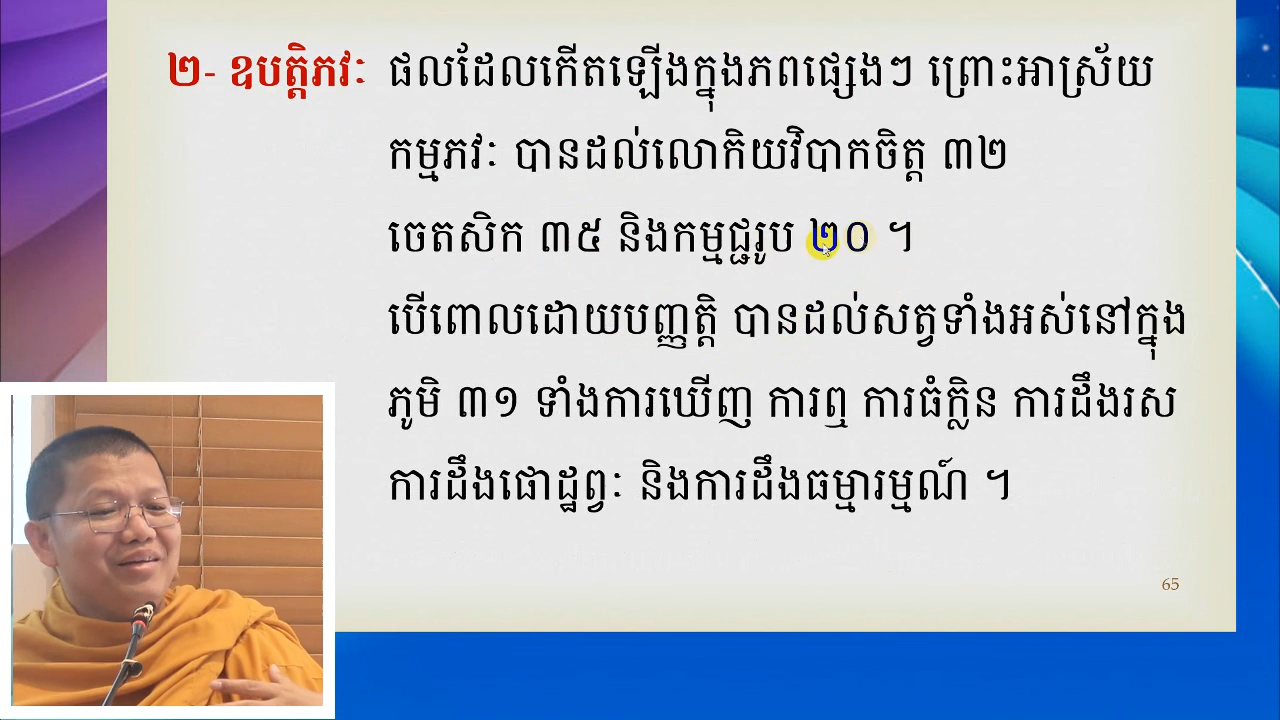 ២- ឧបត្តិភវៈ ផលដែលកើតឡើងក្នុងភពផ្សេងៗ ព្រោះអាស្រ័យ
កម្មភវៈ បានដល់លោកិយវិបាកចិត្ត ៣២
ចេតសិក ៣៥ និងកម្មជ្ជរូប ២០ ។
បើពោលដោយបញ្ញត្តិ បានដល់សត្វទាំងអស់នៅក្នុង
ភូមិ ៣១ ទាំងការឃើញ ការឮ ការធំក្លិន ការដឹងរស
ការដឹងផោដ្ឋព្វៈ និងការដឹងធម្មារម្មណ៍ ។
65